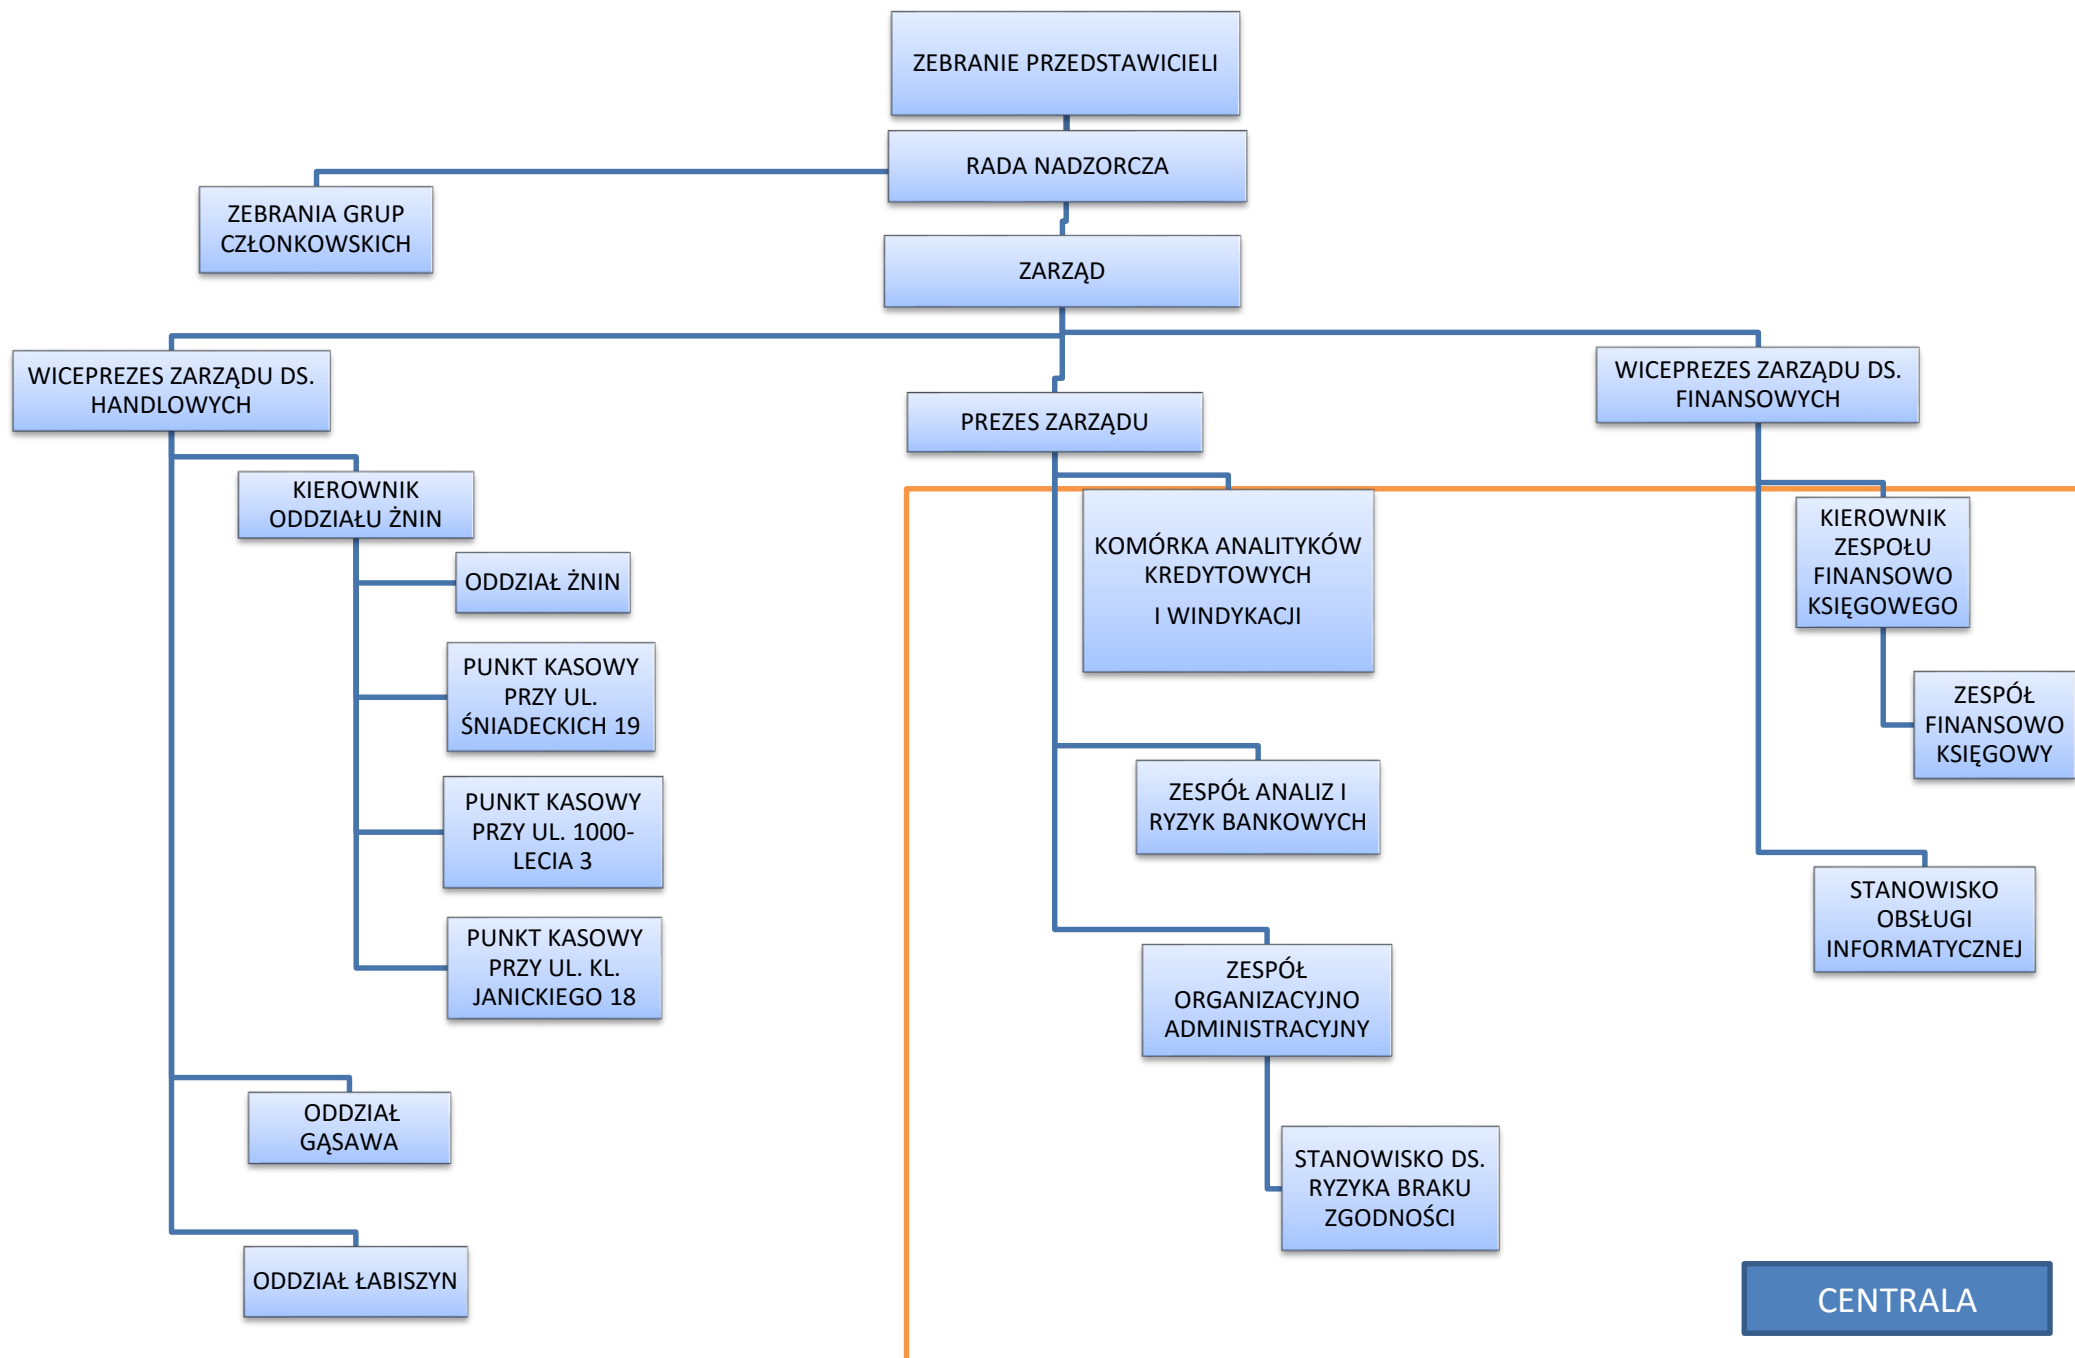 ZEBRANIE PRZEDSTAWICIELI
RADA NADZORCZA
ZEBRANIA GRUP
CZŁONKOWSKICH
ZARZĄD
WICEPREZES ZARZĄDU DS.
HANDLOWYCH
PREZES ZARZĄDU
WICEPREZES ZARZĄDU DS.
FINANSOWYCH
KIEROWNIK
ODDZIAŁU ŻNIN
ODDZIAŁ ŻNIN
PUNKT KASOWY
PRZY UL.
ŚNIADECKICH 19
PUNKT KASOWY
PRZY UL. 1000-
LECIA 3
PUNKT KASOWY
PRZY UL. KL.
JANICKIEGO 18
ODDZIAŁ
GĄSAWA
ODDZIAŁ ŁABISZYN
KOMÓRKA ANALITYKÓW
KREDYTOWYCH
I WINDYKACJI
ZESPÓŁ ANALIZ I
RYZYK BANKOWYCH
ZESPÓŁ
ORGANIZACYJNO
ADMINISTRACYJNY
STANOWISKO DS.
RYZYKA BRAKU
ZGODNOŚCI
KIEROWNIK
ZESPOŁU
FINANSOWO
KSIĘGOWEGO
ZESPÓŁ
FINANSOWO
KSIĘGOWY
STANOWISKO
OBSŁUGI
INFORMATYCZNEJ
CENTRALA